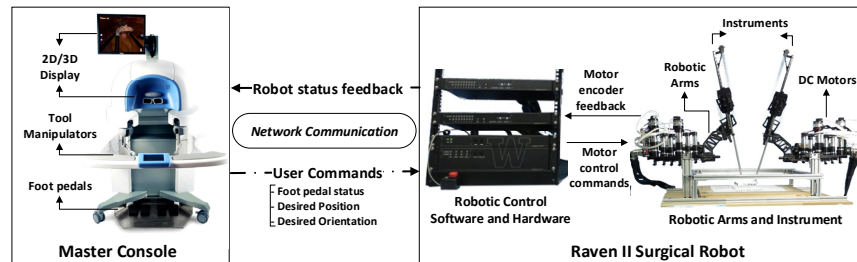 2D/3D
Display
Tool
Manipulators
Foot pedals
Master Console
Robot status feedback
Network Communication
User Commands
Foot pedal status
Desired Position
Desired Orientation
W
Robotic Control
Software and Hardware
Motor
encoder
feedback
Motor
control
commands
Instruments
Robotic
Arms
DC Motors
Robotic Arms and Instrument
Raven II Surgical Robot